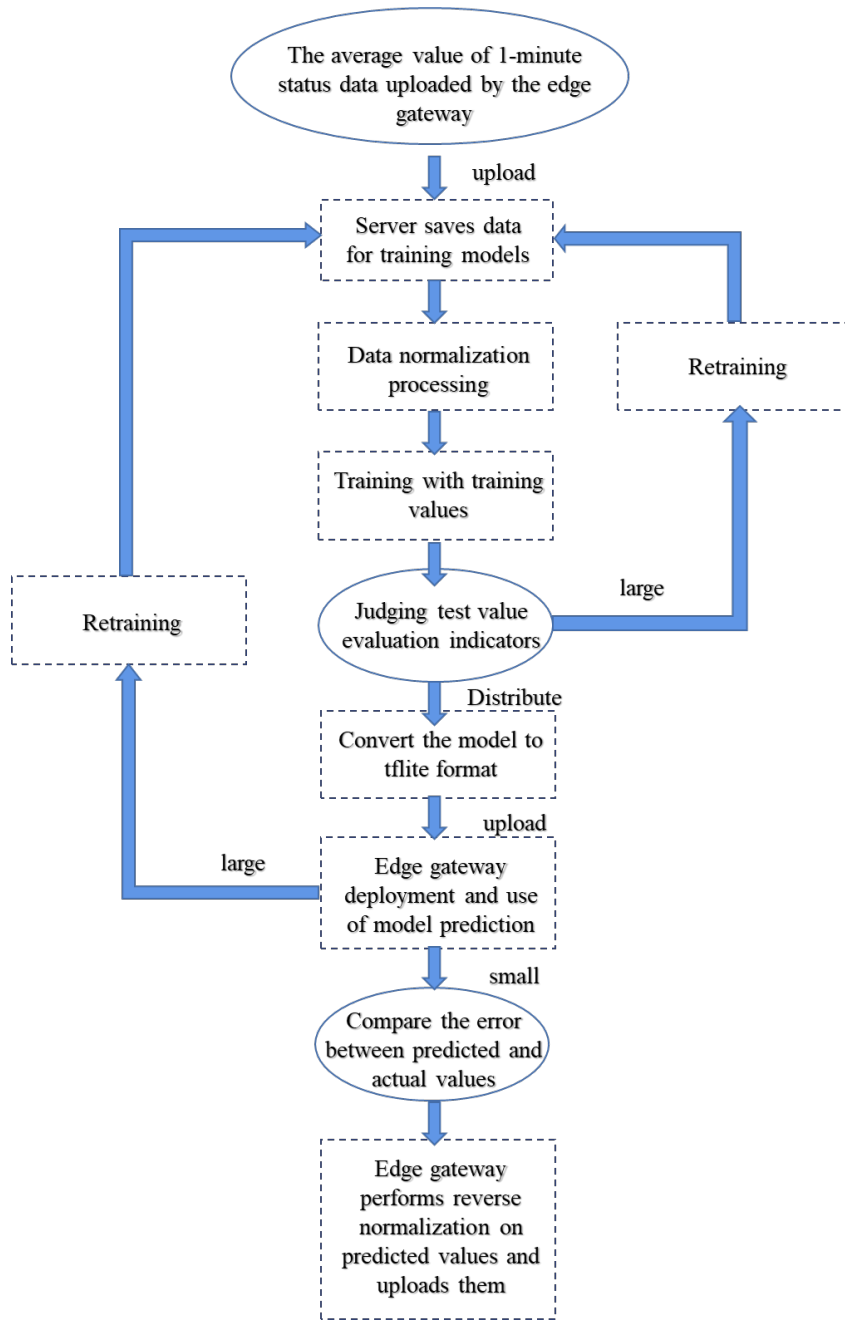 The average value of 1-minute
status data uploaded by the edge
gateway
upload
Server saves data
for training models
Data normalization
processing
Retraining
Training with training
values
large
Retraining
Judging test value
evaluation indicators
Distribute
Convert the model to
tflite format
upload
large
Edge gateway
deployment and use
of model prediction
small
Compare the error
between predicted and
actual values
Edge gateway
performs reverse
normalization on
predicted values and
uploads them